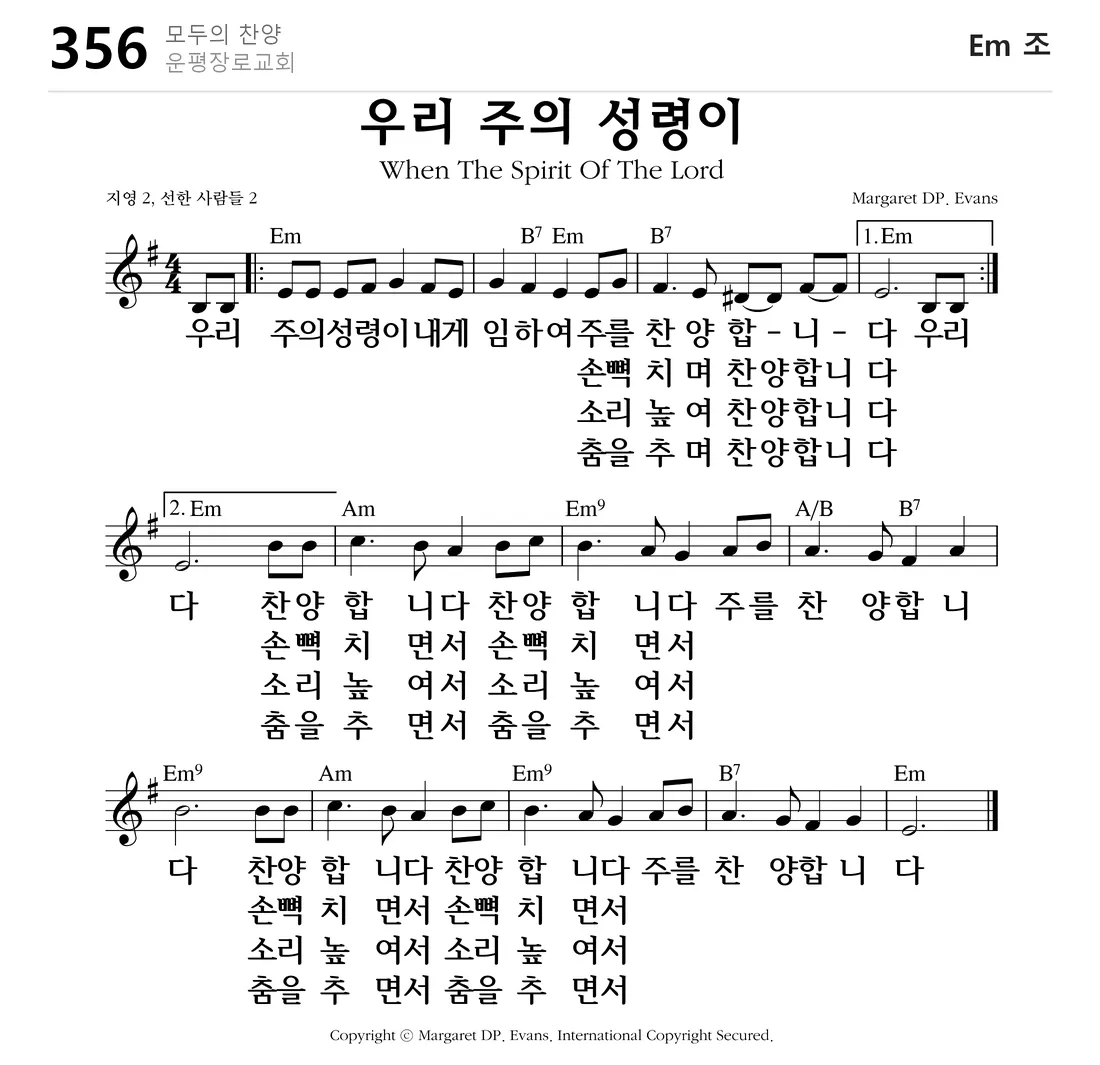 356 모두의 찬양
운평장로교회
Em 조
우리 주의 성령이
When The Spirit Of The Lord
지영 2, 선한 사람들 2
Margaret DP. Evans
Em B7 Em B7 1. Em
우리 주의성령이내게 임하여주를 찬 양 합 - 니 - 다 우리
손뼉 치 며 찬양합니 다
소리 높 여 찬양합니 다
춤을 추 며 찬양합니 다
2. Em Am Em9 A/B B7
다 찬양 합 니다 찬양 합 니다 주를 찬 양합 니
손뼉 치 면서 손뼉 치 면서
소리 높 여서 소리 높 여서
춤을 추 면서 춤을 추 면서
Em9 Am Em9 B7 Em
다 찬양 합 니다 찬양 합 니다 주를 찬 양합 니 다
손뼉 치 면서 손뼉 치 면서
소리 높 여서 소리 높 여서
춤을 추 면서 춤을 추 면서
Copyright ⓒ Margaret DP. Evans. International Copyright Secured.